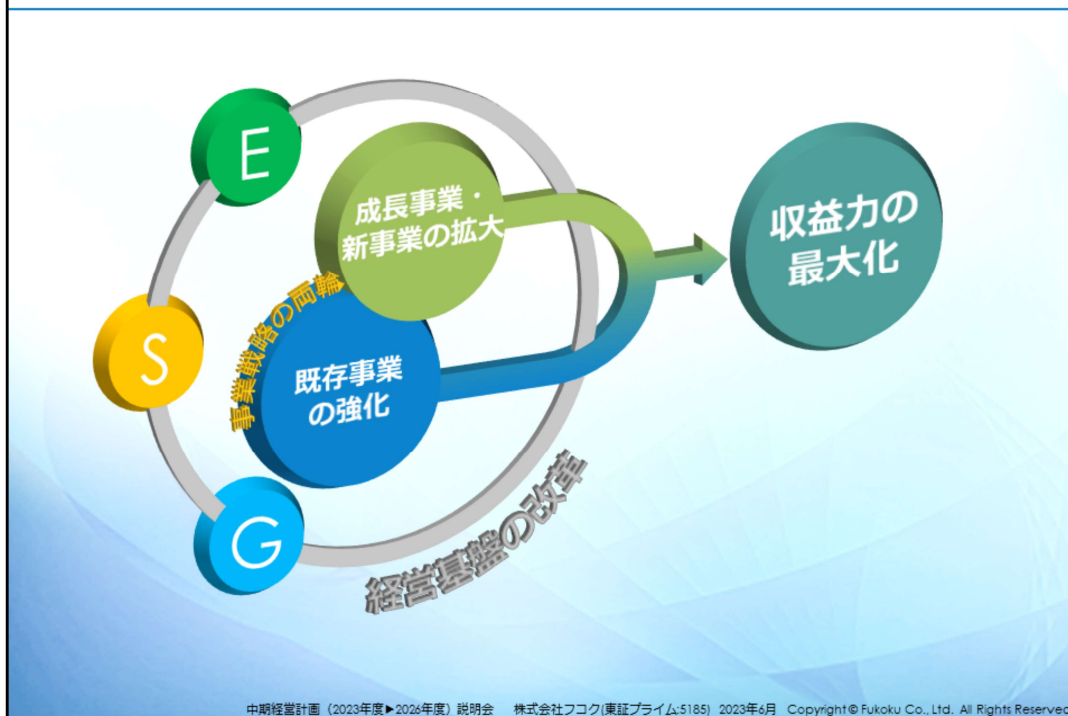 E
成長事業・
新事業の拡大
収益力の
最大化
事業戦略の両輪
S
既存事業
の強化
G
経営基盤の改革
中期経営計画（2023年度▶2026年度）説明会 株式会社フコク(東証プライム:5185) 2023年6月 Copyright © Fukoku Co., Ltd. All Rights Reserved